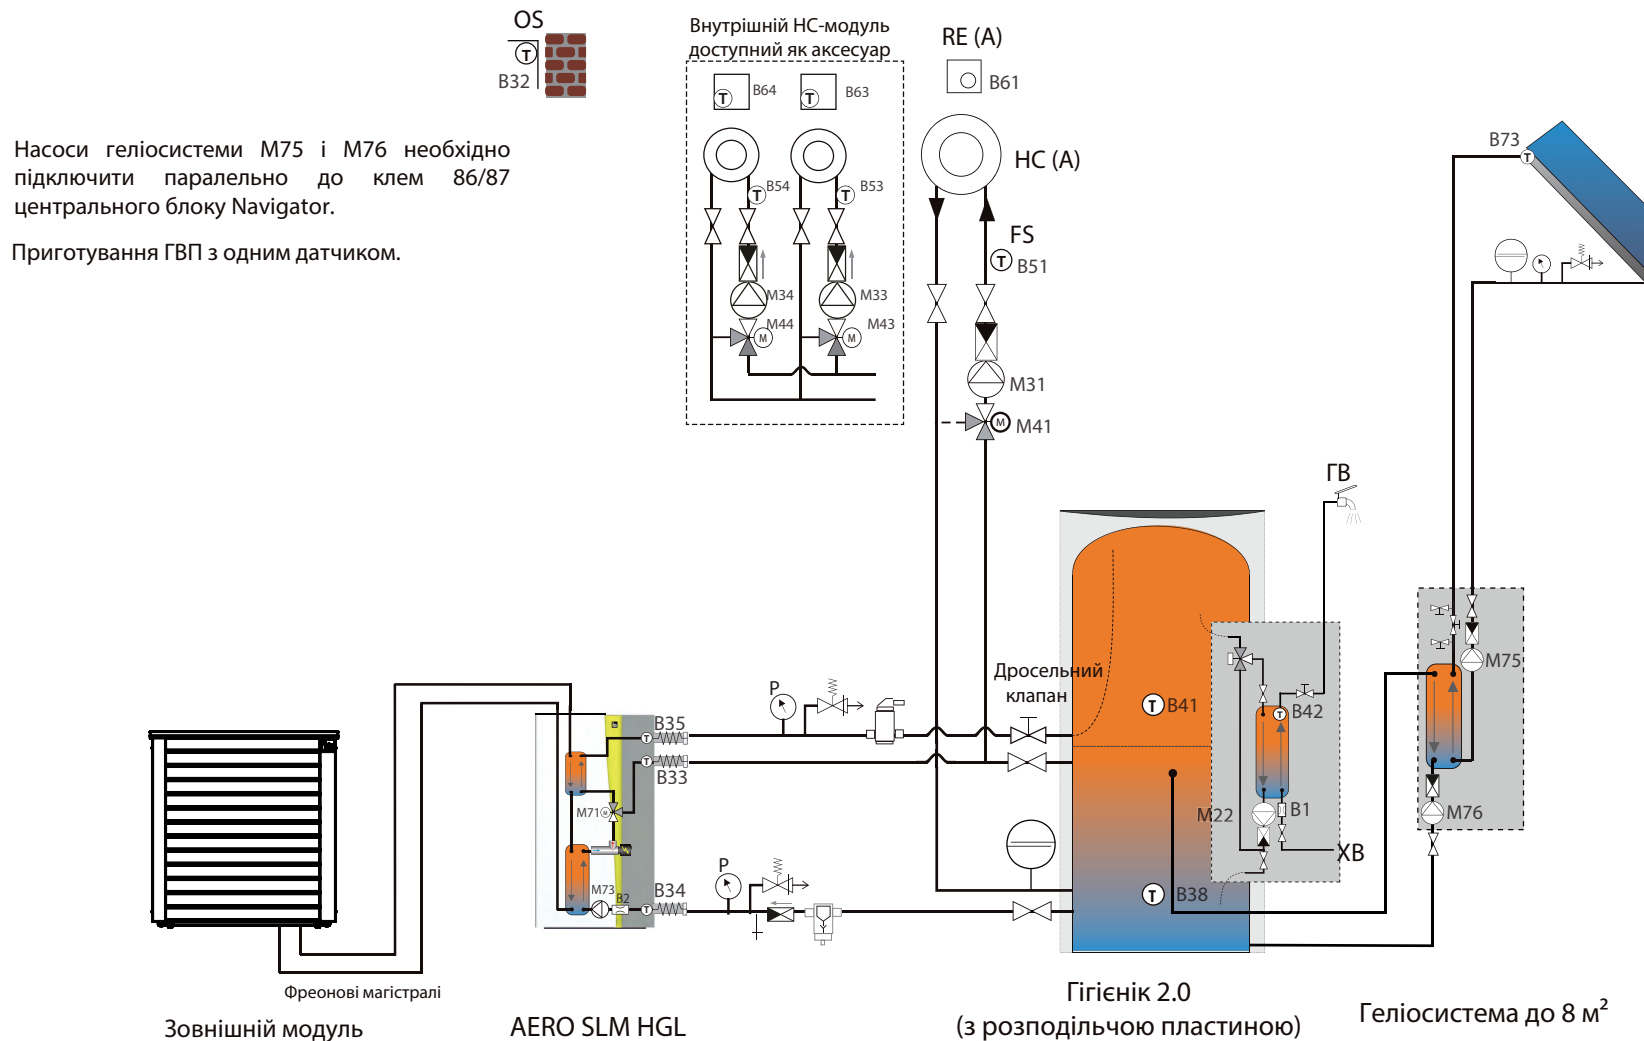 OS
T
B32
Насоси геліосистеми М75 і М76 необхідно
підключити паралельно до клем 86/87
центрального блоку Navigator.
Приготування ГВП з одним датчиком.
Внутрішній НС-модуль
доступний як аксесуар
T B64
T B63
T B54
T B53
M34
M33
M44
M
M43
M
RE (A)
B61
HC (A)
FS
T B51
M31
M M41
B73
T
ГВ
Дросельний
клапан
P
T B41
T B42
M75
B35
T
B33
T
M71 M
M22
B1
M76
ХВ
P
M73
B2
B34
T
T B38
Фреонові магістралі
Зовнішній модуль
AERO SLM HGL
Гігієнік 2.0
(з розподільчою пластиною)
Геліосистема до 8 м²